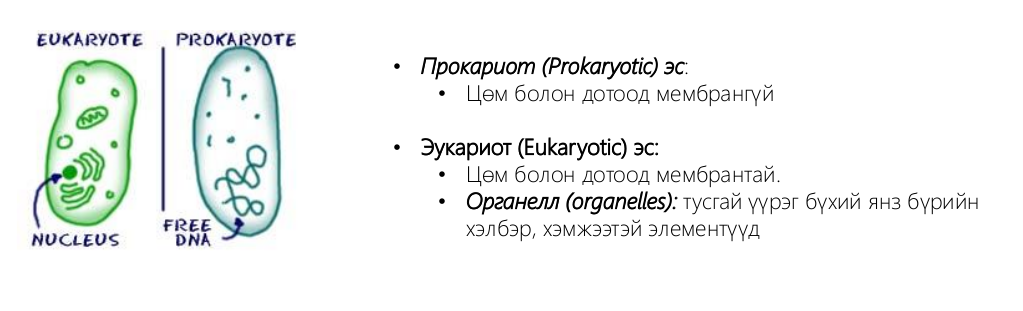 EUKARYOTE
PROKARYOTE
NUCLEUS
FREE
DNA
• Прокариот (Prokaryotic) эс:
• Цөм болон дотоод мембрангүй
• Эукариот (Eukaryotic) эс:
• Цөм болон дотоод мембрантай.
• Органелл (organelles): тусгай үүрэг бүхий янз бүрийн
хэлбэр, хэмжээтэй элементүүд